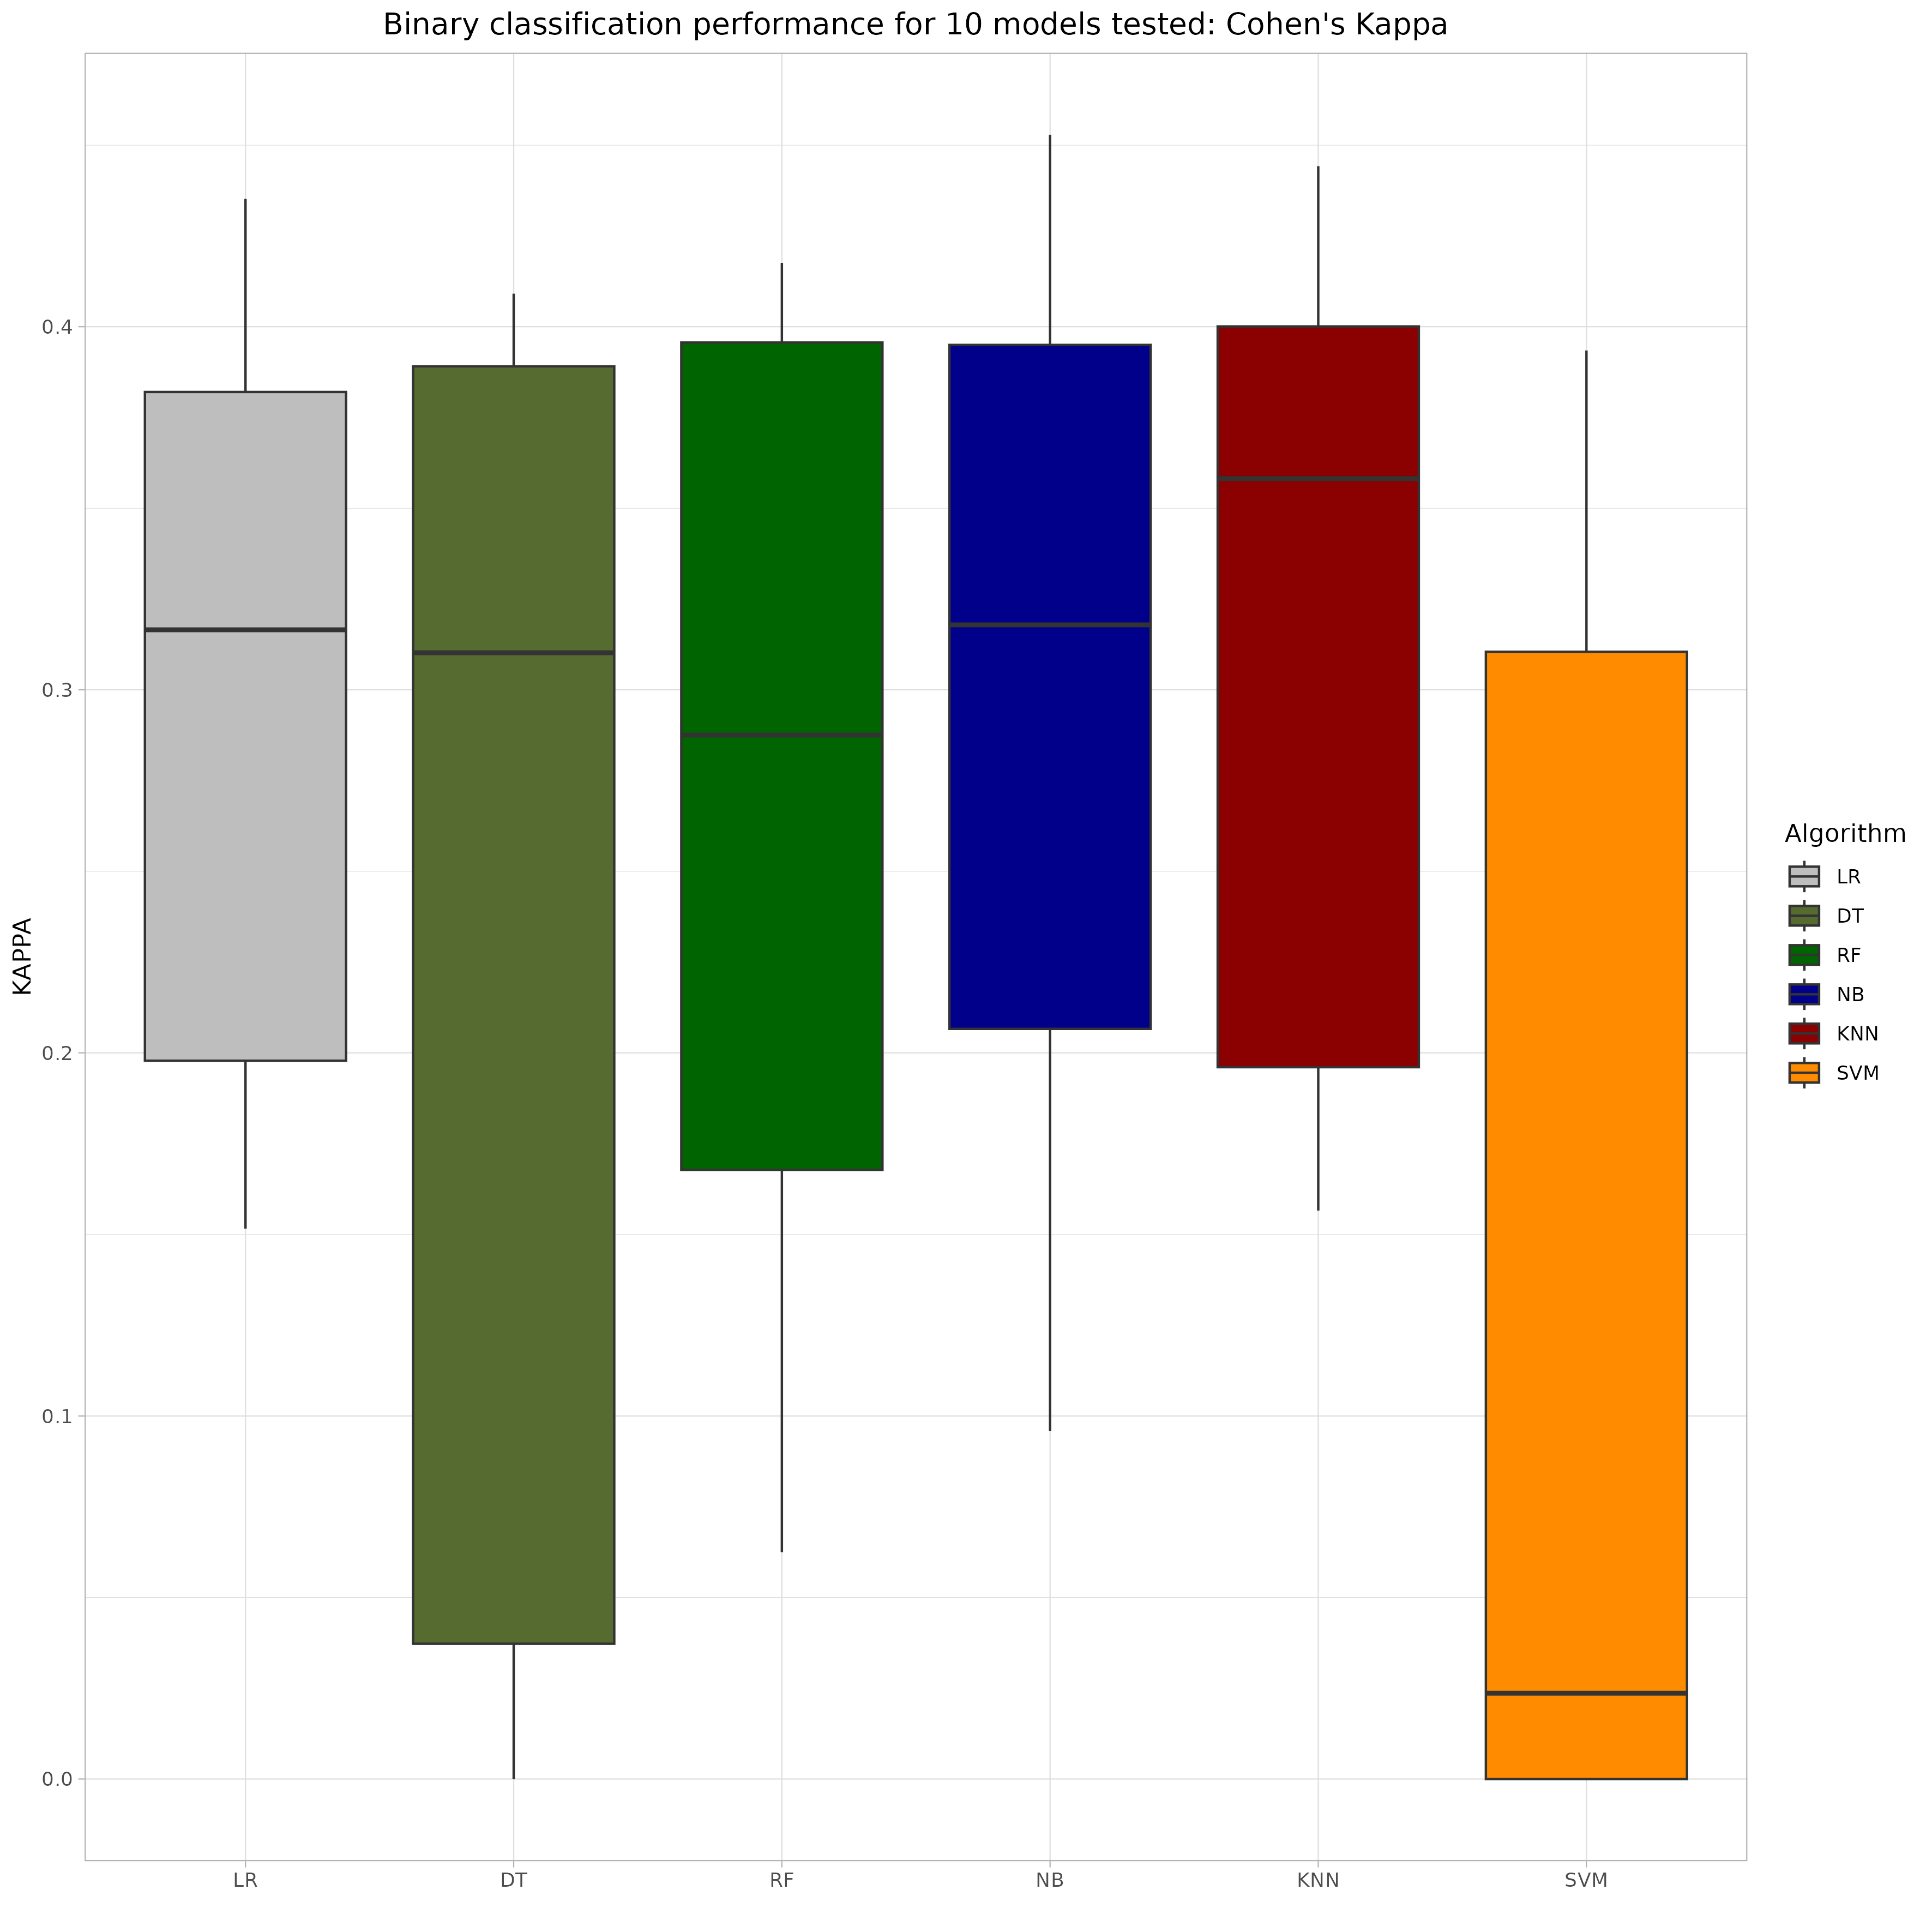 Binary classification performance for 10 models tested: Cohen's Kappa
KAPPA
0.4
0.3
0.2
0.1
0.0
LR DT RF NB KNN SVM
Algorithm
LR
DT
RF
NB
KNN
SVM